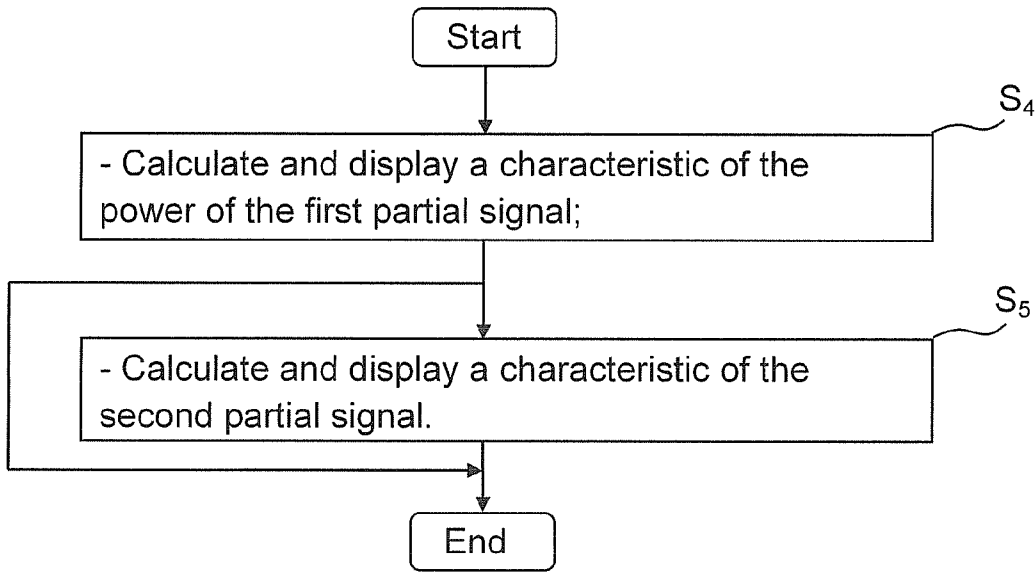 Start
S₄
- Calculate and display a characteristic of the
power of the first partial signal;
S₅
- Calculate and display a characteristic of the
second partial signal.
End